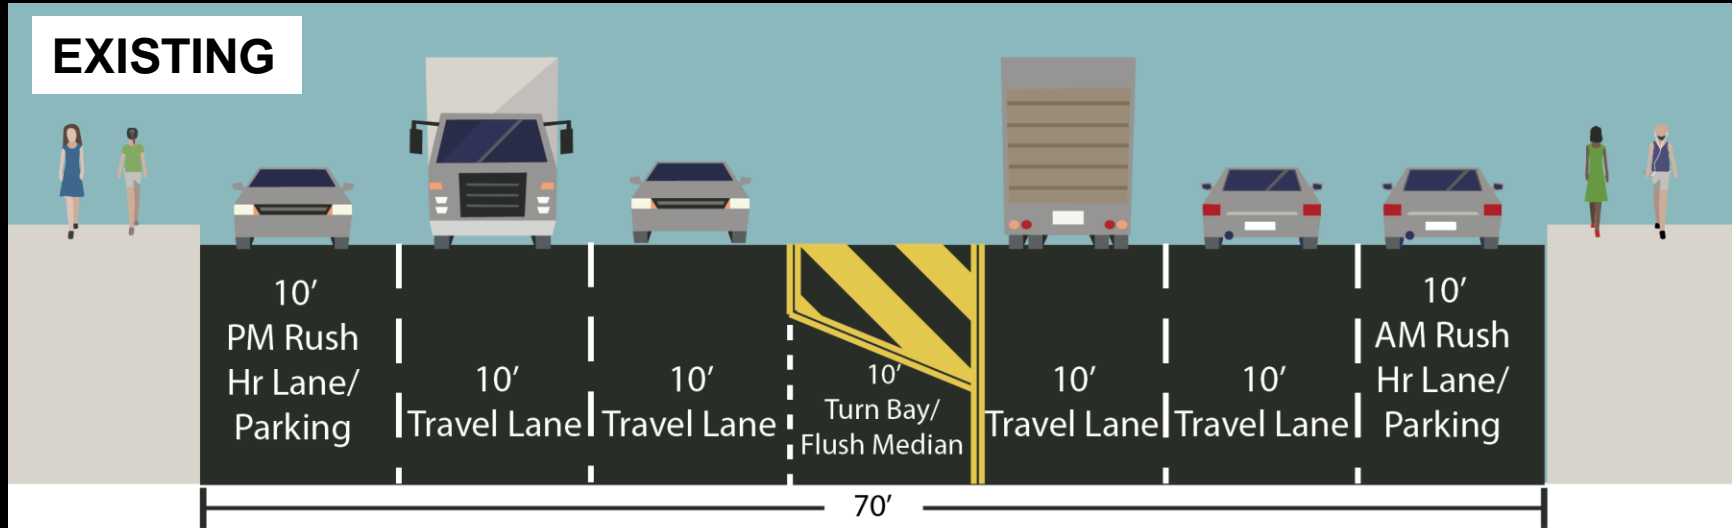 EXISTING
10’
PM Rush
Hr Lane/
Parking
10’
Travel Lane
10’
Travel Lane
10’
Turn Bay/
Flush Median
10’
Travel Lane
10’
Travel Lane
10’
AM Rush
Hr Lane/
Parking
70’